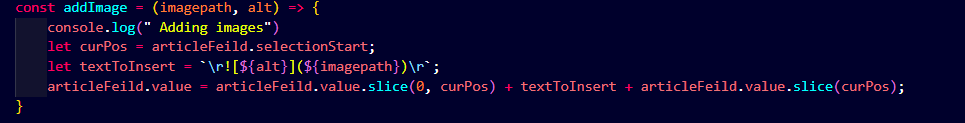 const addImage = (imagepath, alt) => {
    console.log(" Adding images")
    let curPos = articleFeild.selectionStart;
    let textToInsert = `\r![${alt}](${imagepath})\r`;
    articleFeild.value = articleFeild.value.slice(0, curPos) + textToInsert + articleFeild.value.slice(curPos);
}